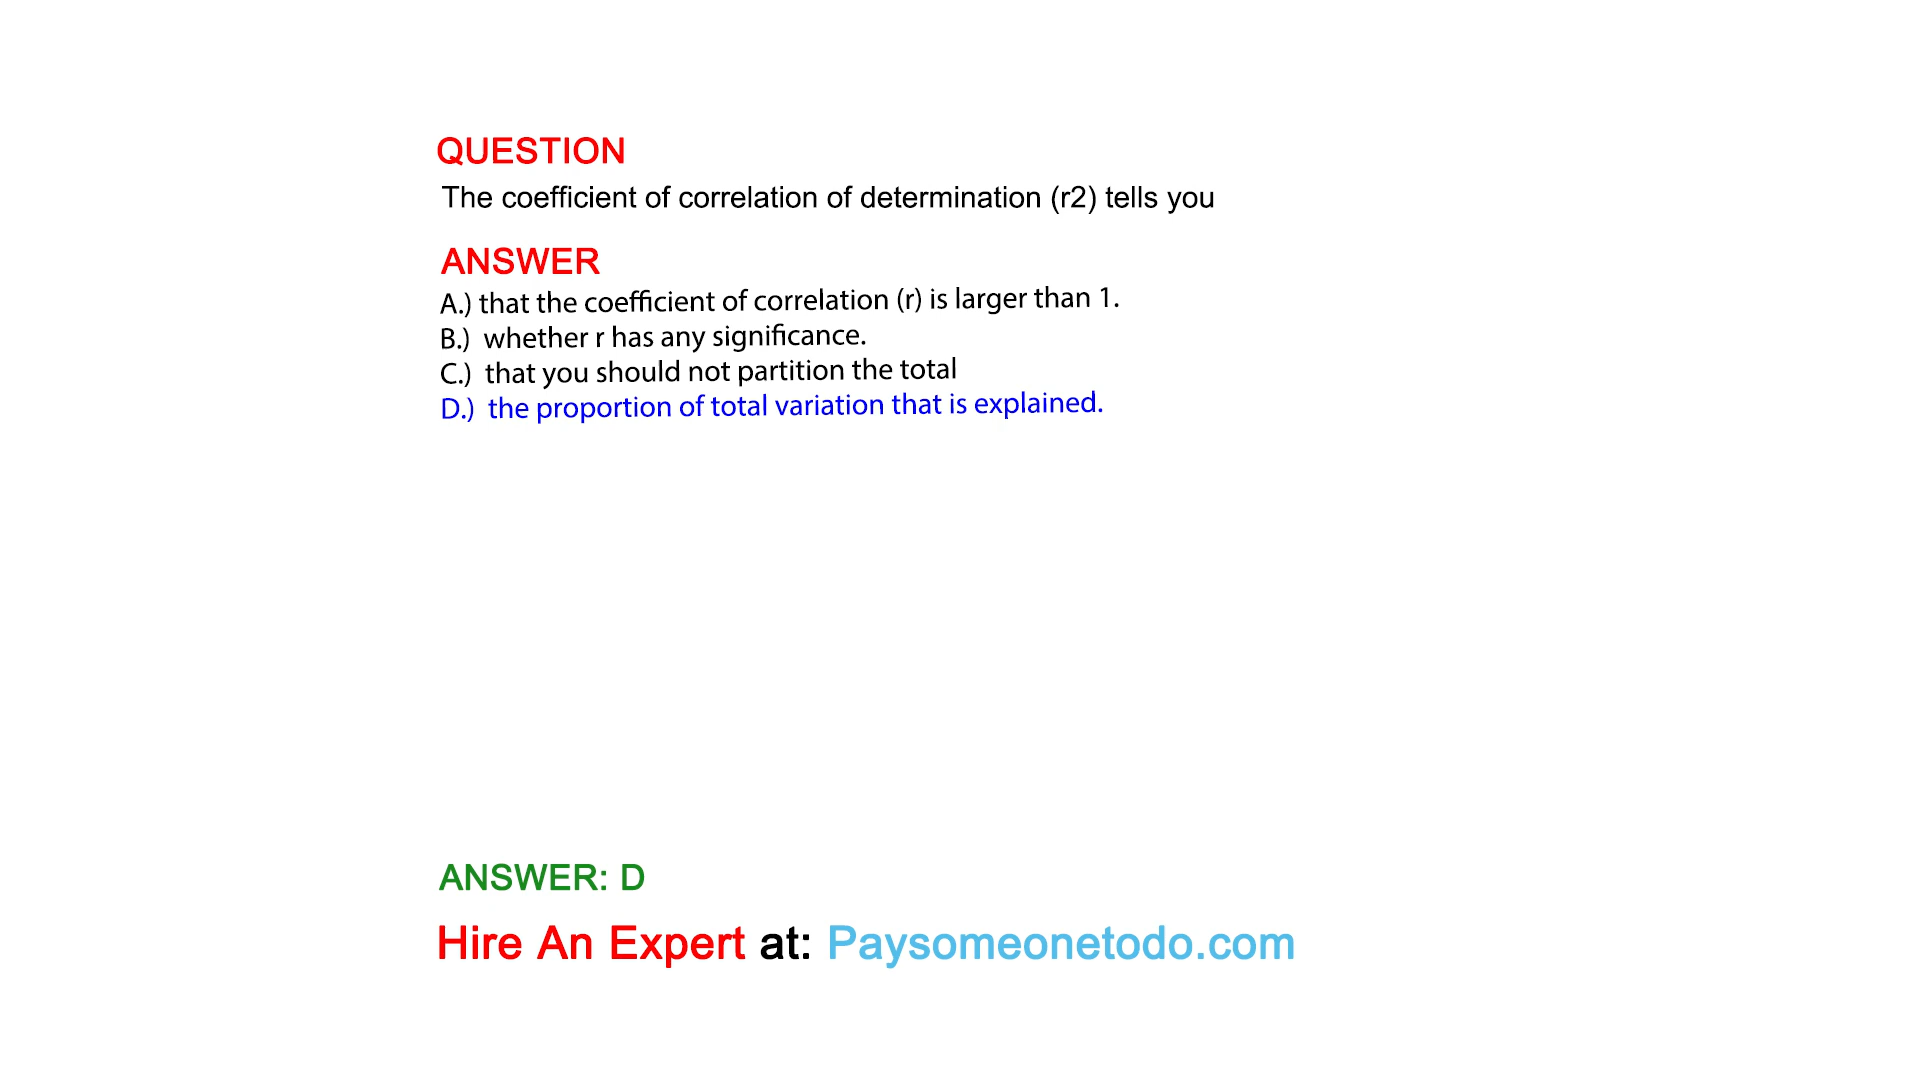 QUESTION
The coefficient of correlation of determination (r2) tells you
ANSWER
A.) that the coefficient of correlation (r) is larger than 1.
B.) whether r has any significance.
C.) that you should not partition the total
D.) the proportion of total variation that is explained.
ANSWER: D
Hire An Expert at: Paysomeonetodo.com